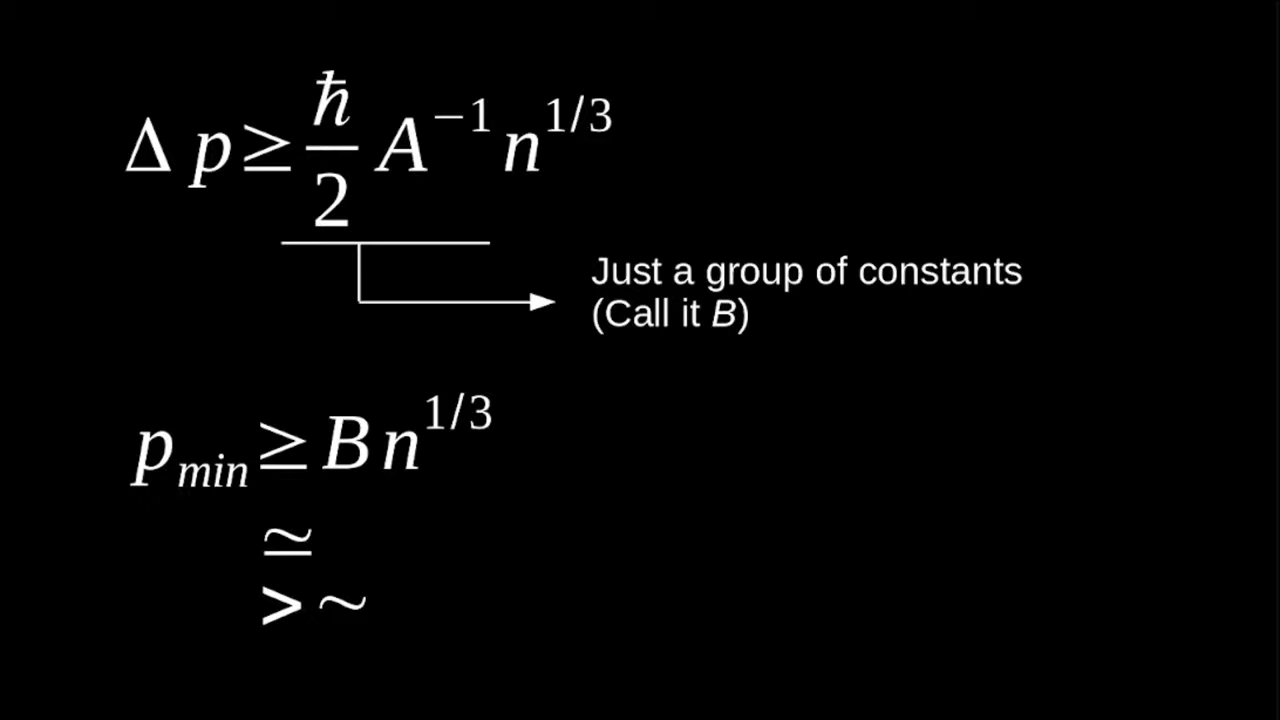 Δ p ≥ ħ/2 A⁻¹ n^1/3
Just a group of constants
(Call it B)
p_min ≥ B n^1/3
≃
> ~